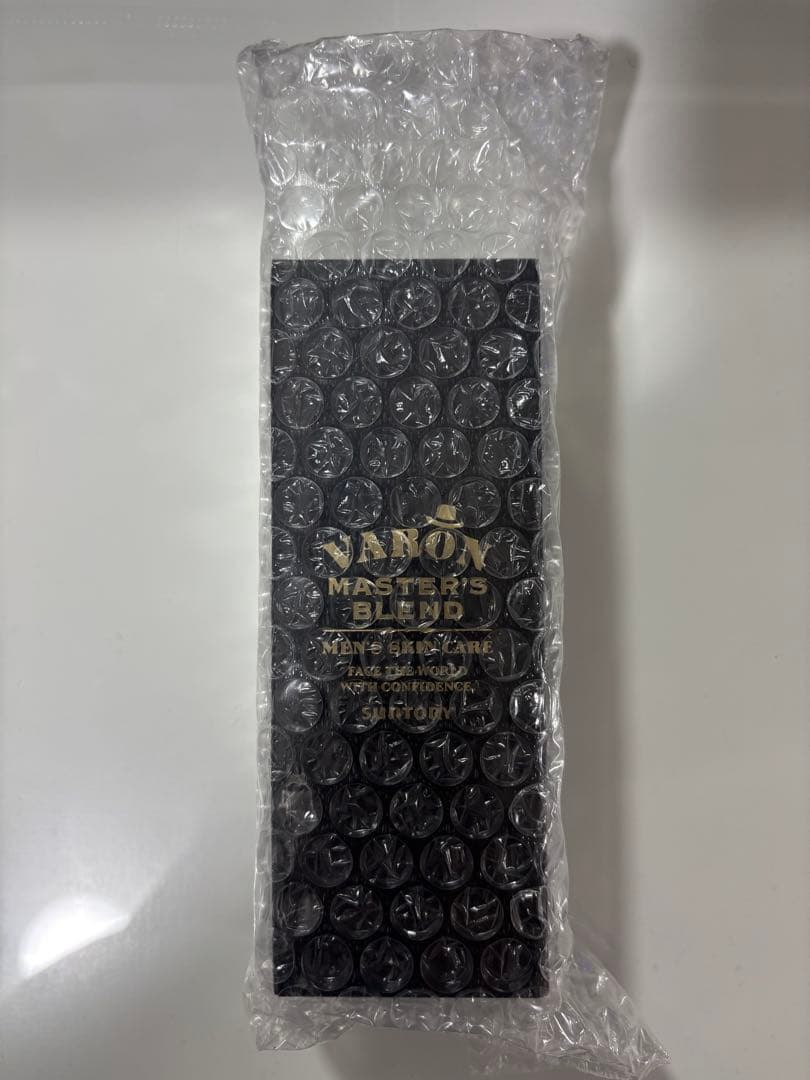 VARON
MASTER'S
BLEND
MEN'S SKIN CARE
FACE THE WORLD
WITH CONFIDENCE,
SUNTORY